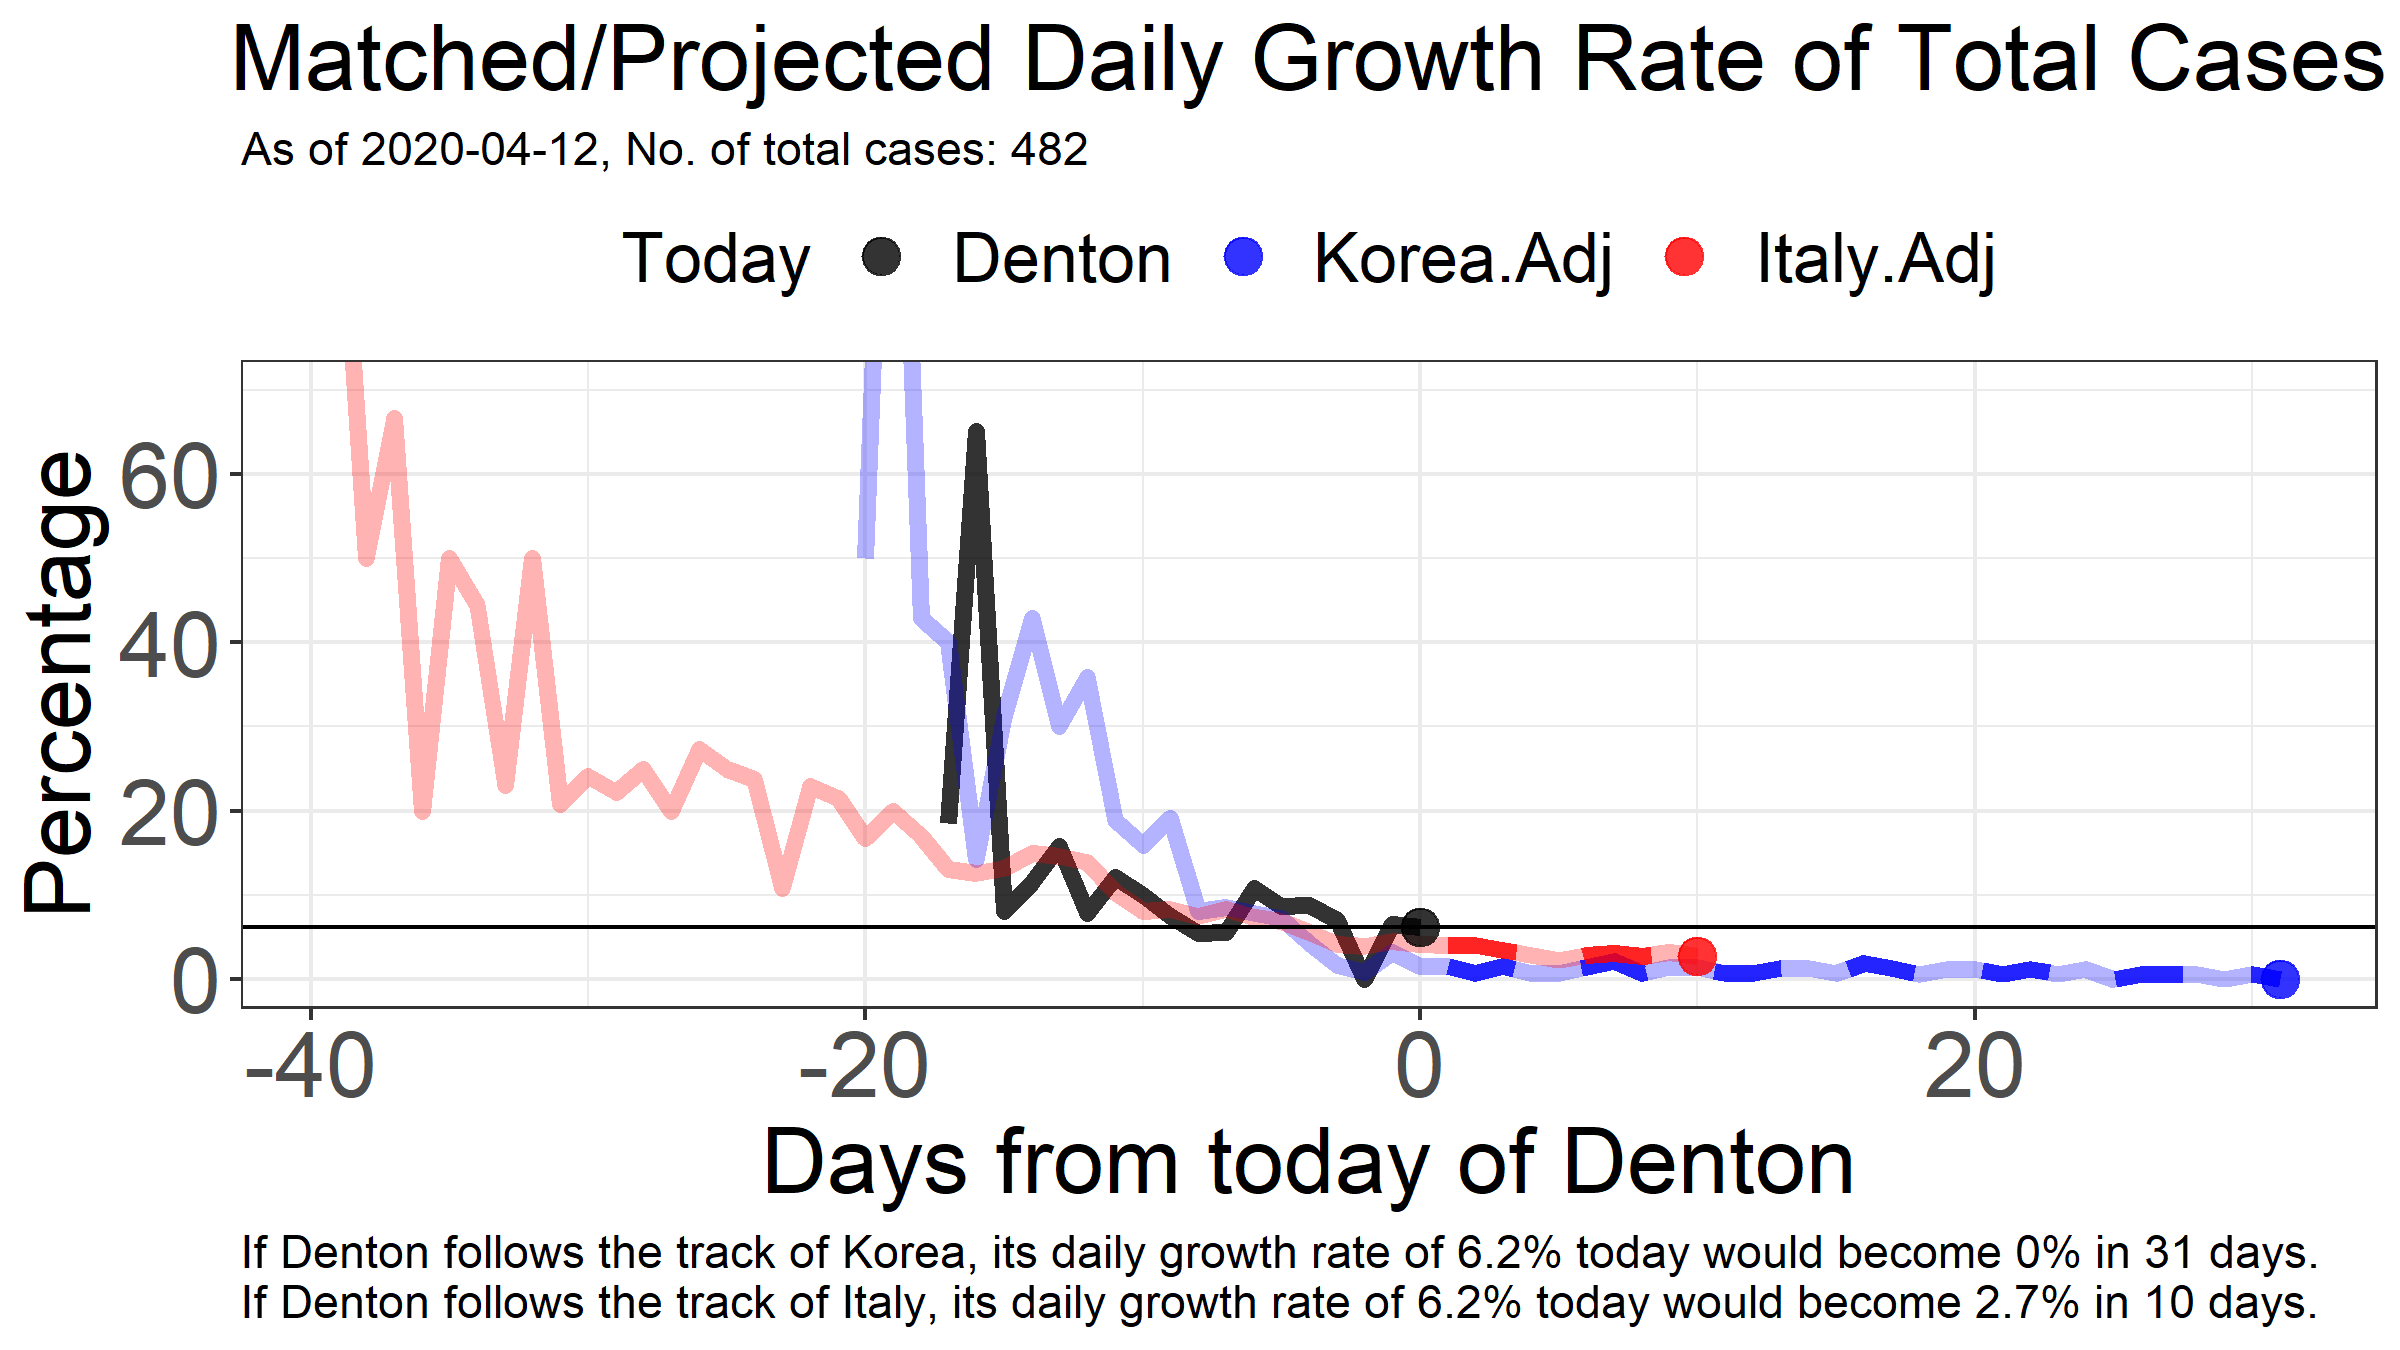 Matched/Projected Daily Growth Rate of Total Cases
As of 2020-04-12, No. of total cases: 482
Today Denton Korea.Adj Italy.Adj
Percentage
60
40
20
0
-40 -20 0 20
Days from today of Denton
If Denton follows the track of Korea, its daily growth rate of 6.2% today would become 0% in 31 days.
If Denton follows the track of Italy, its daily growth rate of 6.2% today would become 2.7% in 10 days.